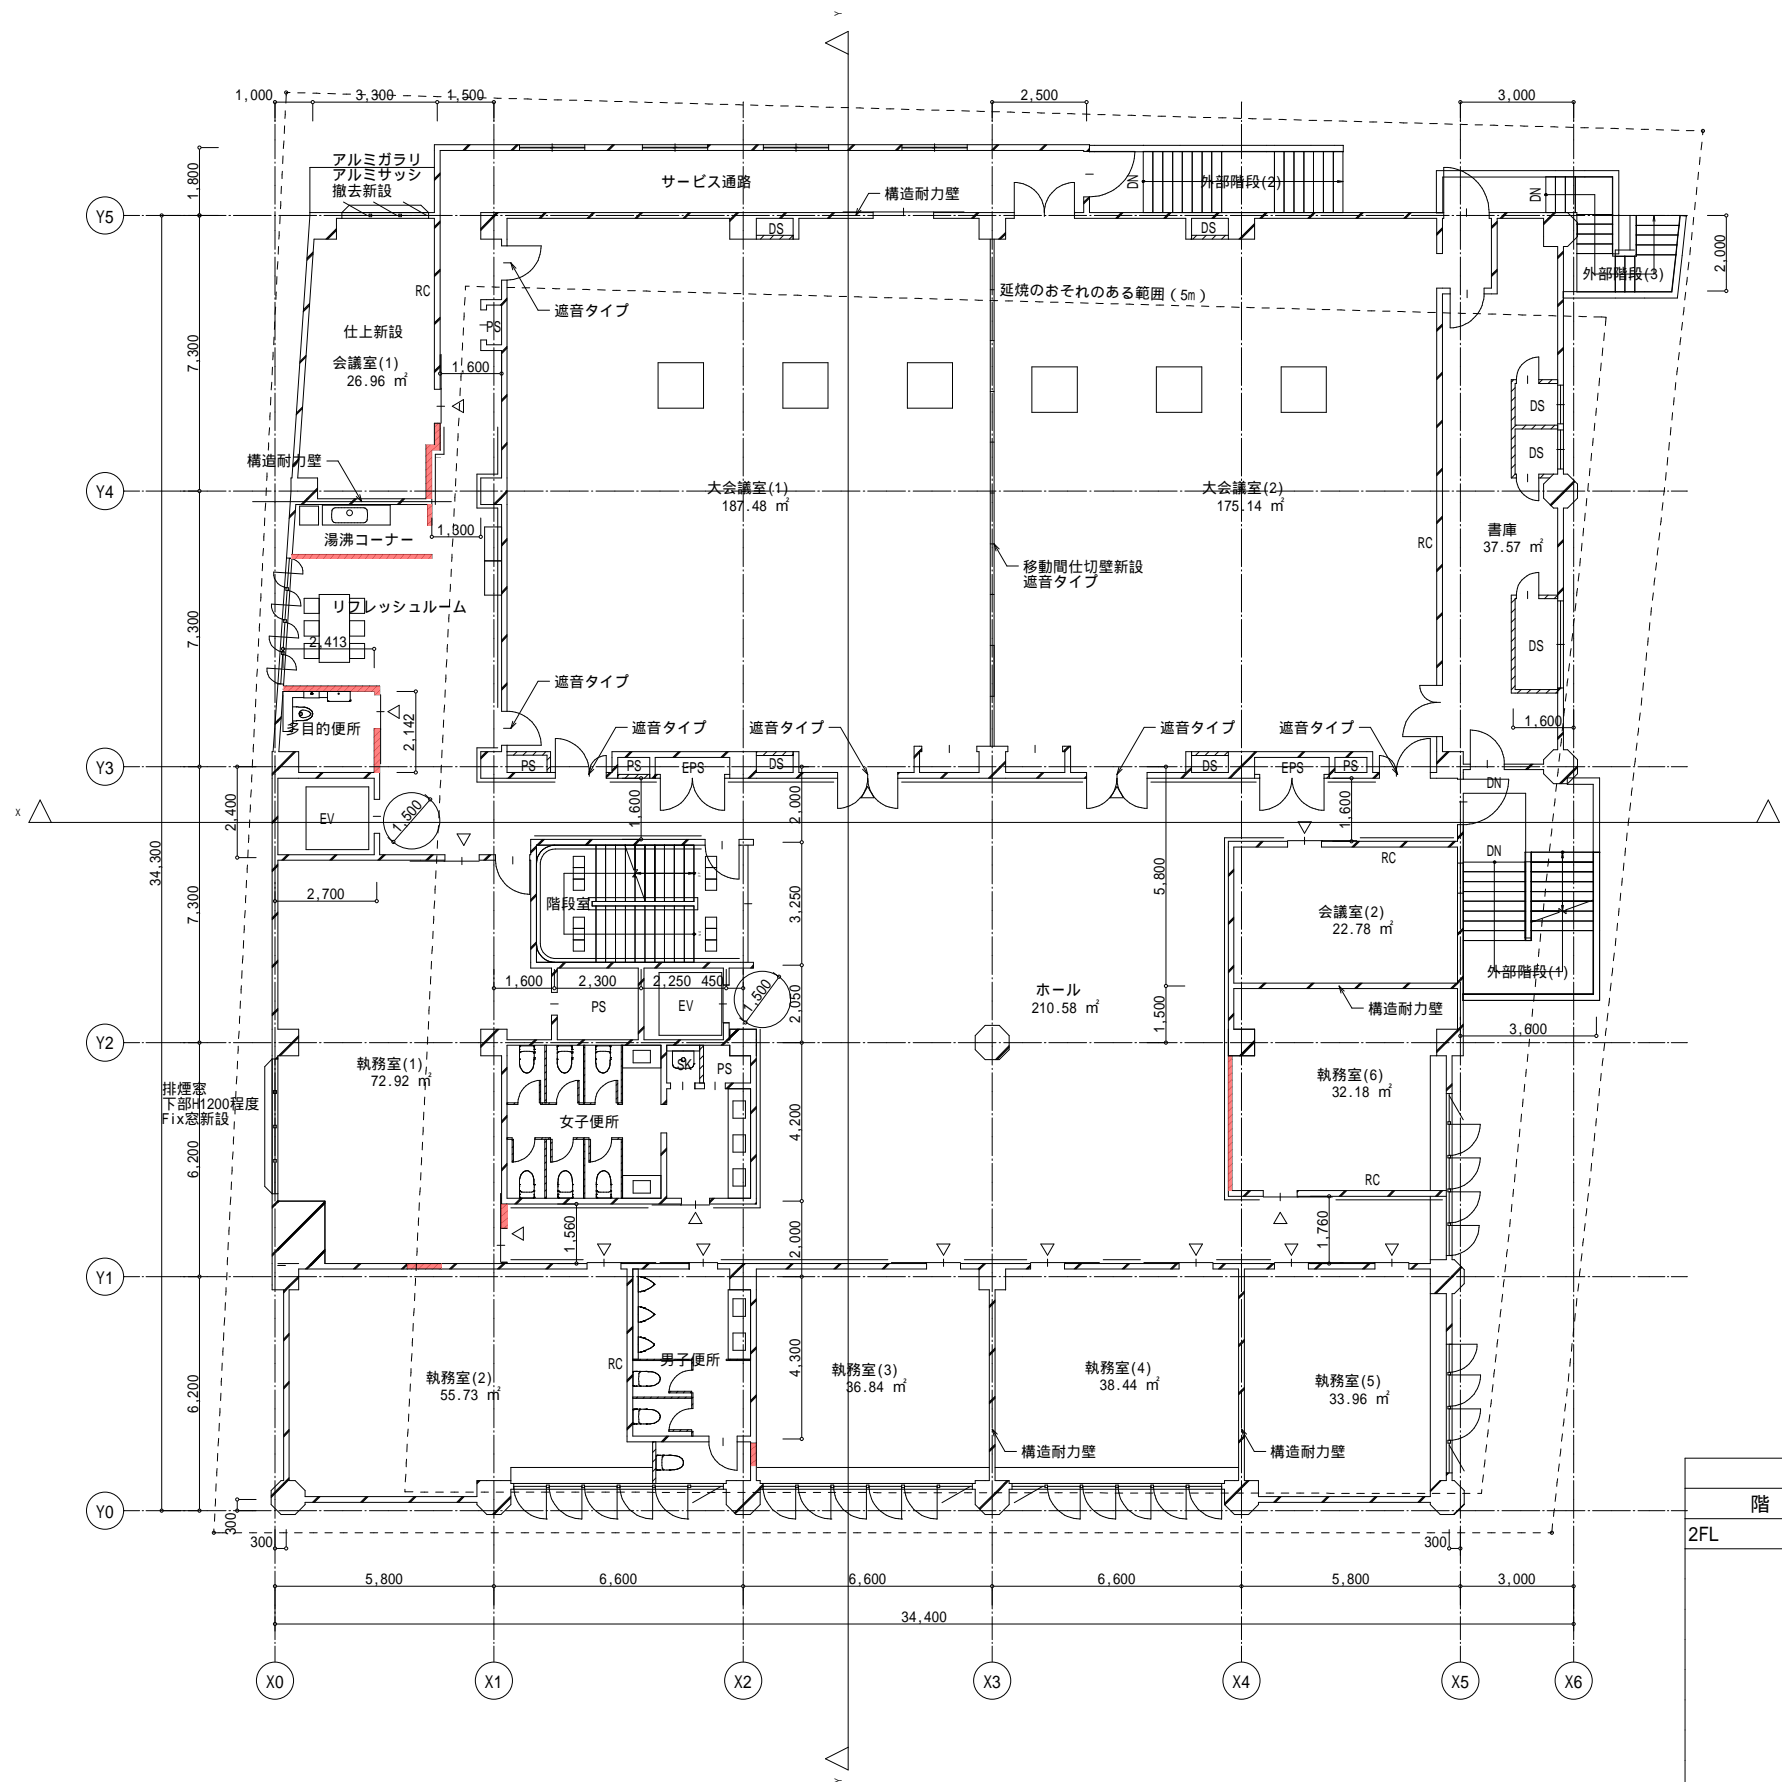 Y
1,000
3,300
1,500
2,500
3,000
アルミガラリ
アルミサッシ
撤去新設
1,800
サービス通路
構造耐力壁
DN
外部階段(2)
DN
Y5
DS
DS
外部階段(3)
2,000
RC
延焼のおそれのある範囲（5m）
遮音タイプ
PS
仕上新設
会議室(1)
26.96 ㎡
7,300
1,600
DS
DS
構造耐力壁
Y4
大会議室(1)
187.48 ㎡
大会議室(2)
175.14 ㎡
1,300
湯沸コーナー
書庫
37.57 ㎡
RC
移動間仕切壁新設
遮音タイプ
リフレッシュルーム
7,300
2,413
DS
遮音タイプ
多目的便所
2,142
遮音タイプ
遮音タイプ
遮音タイプ
遮音タイプ
1,600
Y3
PS
PS
EPS
DS
DS
EPS
PS
DN
X
2,400
EV
1,500
1,600
2,000
1,600
34,300
RC
DN
7,300
2,700
階段室
3,250
5,800
会議室(2)
22.78 ㎡
外部階段(1)
1,600
2,300
2,250
450
PS
EV
1,500
2,050
ホール
210.58 ㎡
1,500
構造耐力壁
3,600
Y2
執務室(1)
72.92 ㎡
SK
PS
執務室(6)
32.18 ㎡
排煙窓
下部H1200程度
Fix窓新設
女子便所
4,200
6,200
RC
1,560
2,000
1,760
Y1
RC
男子便所
4,300
執務室(2)
55.73 ㎡
執務室(3)
36.84 ㎡
執務室(4)
38.44 ㎡
執務室(5)
33.96 ㎡
6,200
構造耐力壁
構造耐力壁
Y0
300
300
300
階
2FL
5,800
6,600
6,600
6,600
5,800
3,000
34,400
X0
X1
X2
X3
X4
X5
X6
Y